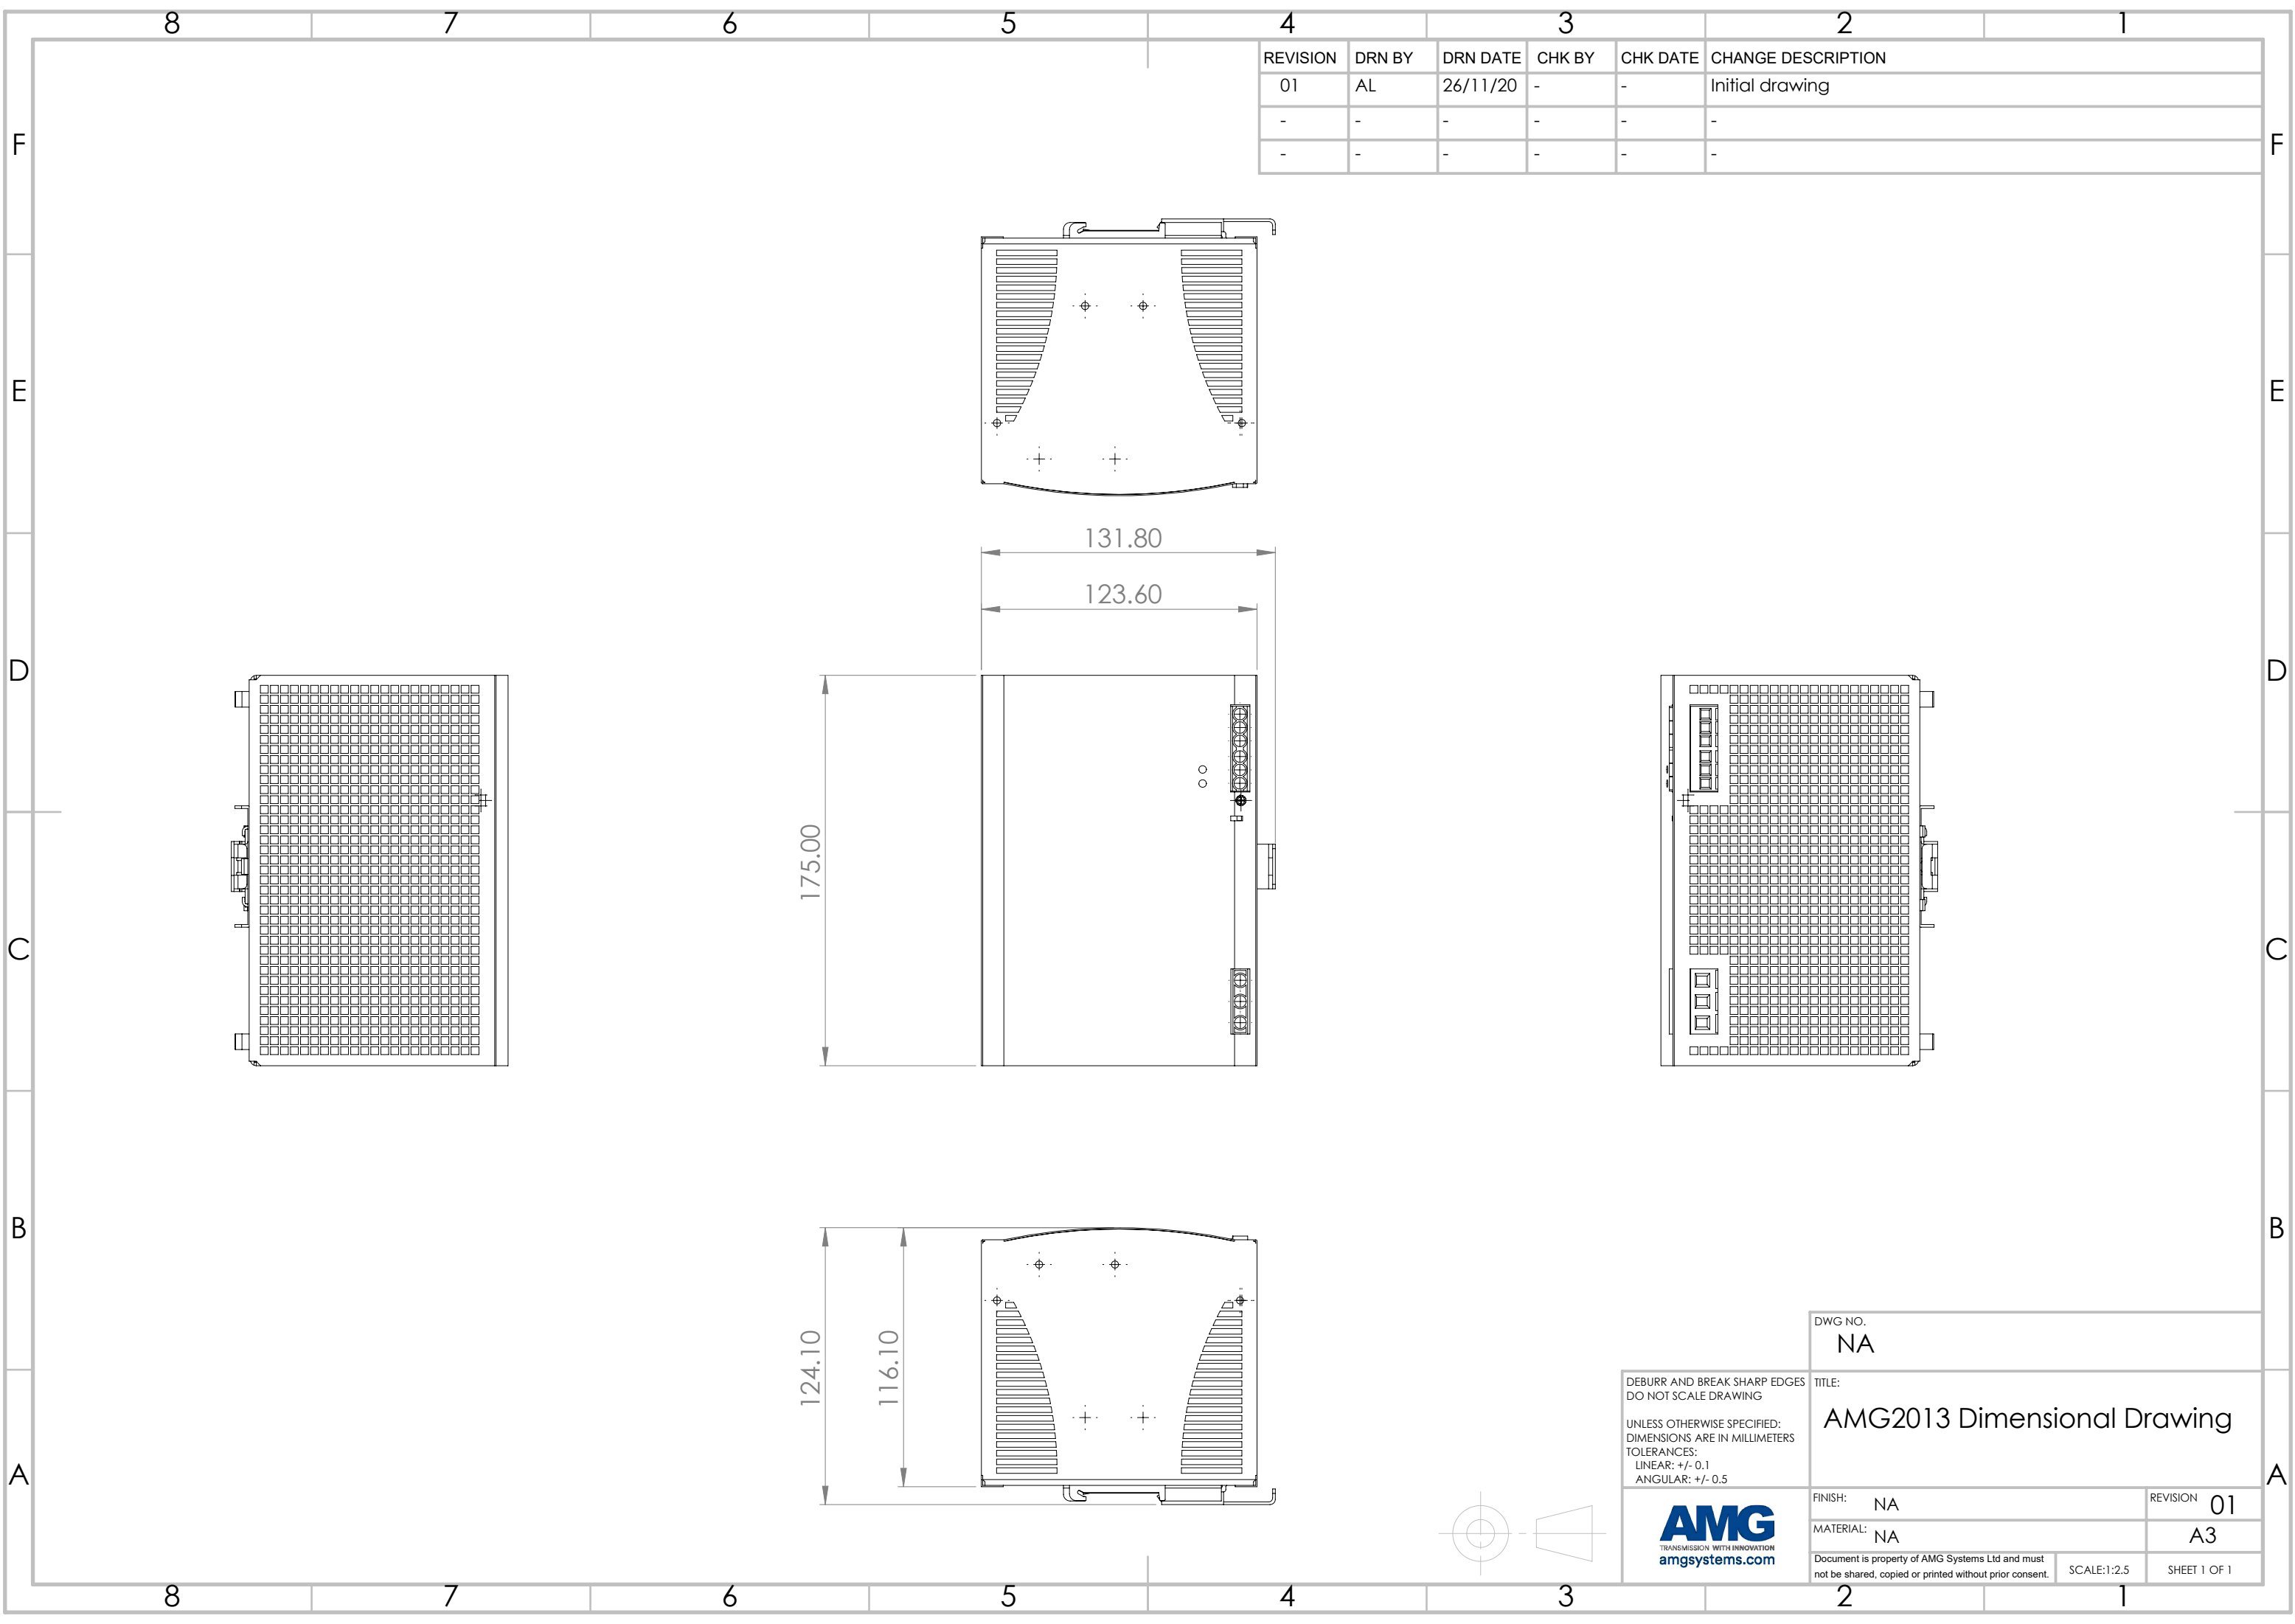 8 7 6 5 4 3 2 1
REVISION DRN BY DRN DATE CHK BY CHK DATE CHANGE DESCRIPTION
01 AL 26/11/20 - - Initial drawing
- - - - - -
- - - - - -
F F
E E
131.80
123.60
D D
175.00
C C
B B
124.10
116.10
A A
DWG NO.
NA
DEBURR AND BREAK SHARP EDGES
DO NOT SCALE DRAWING
UNLESS OTHERWISE SPECIFIED:
DIMENSIONS ARE IN MILLIMETERS
TOLERANCES:
LINEAR: +/- 0.1
ANGULAR: +/- 0.5
TITLE:
AMG2013 Dimensional Drawing
AMG
TRANSMISSION WITH INNOVATION
amgsystems.com
FINISH: NA
REVISION 01
MATERIAL: NA
A3
Document is property of AMG Systems Ltd and must
not be shared, copied or printed without prior consent.
SCALE:1:2.5
SHEET 1 OF 1
8 7 6 5 4 3 2 1